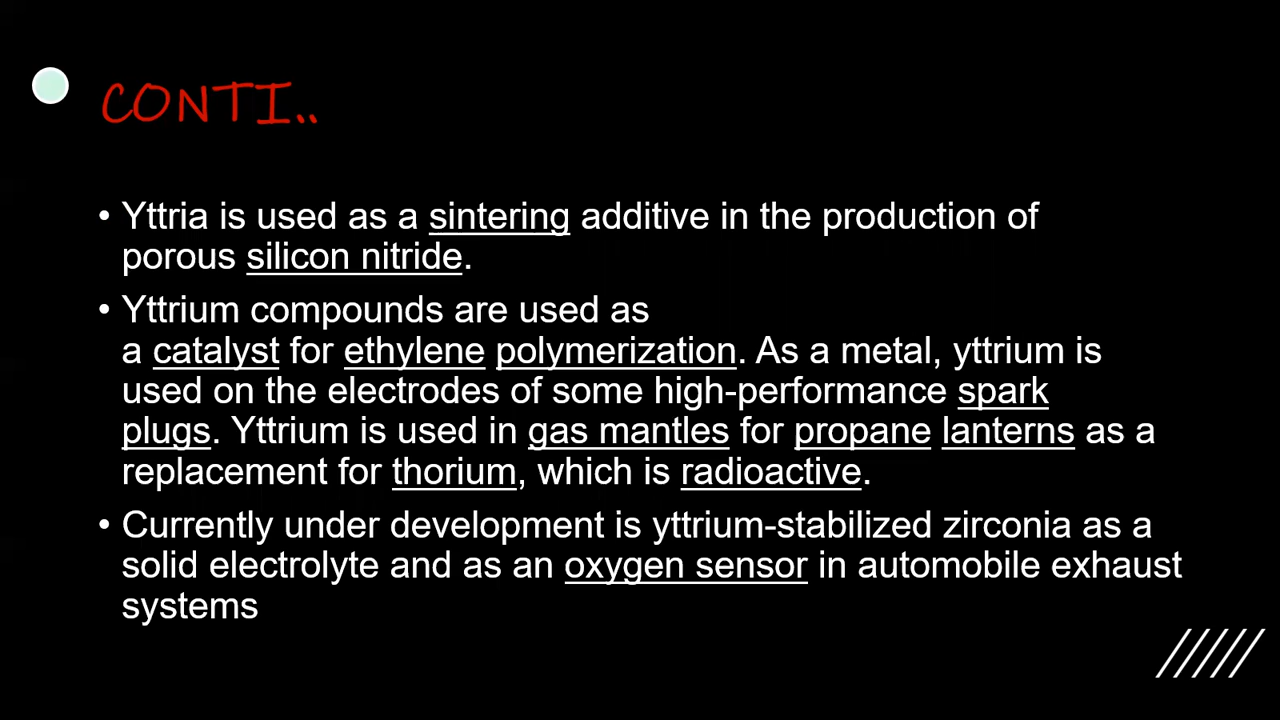 CONTI..
• Yttria is used as a sintering additive in the production of
porous silicon nitride.
• Yttrium compounds are used as
a catalyst for ethylene polymerization. As a metal, yttrium is
used on the electrodes of some high-performance spark
plugs. Yttrium is used in gas mantles for propane lanterns as a
replacement for thorium, which is radioactive.
• Currently under development is yttrium-stabilized zirconia as a
solid electrolyte and as an oxygen sensor in automobile exhaust
systems